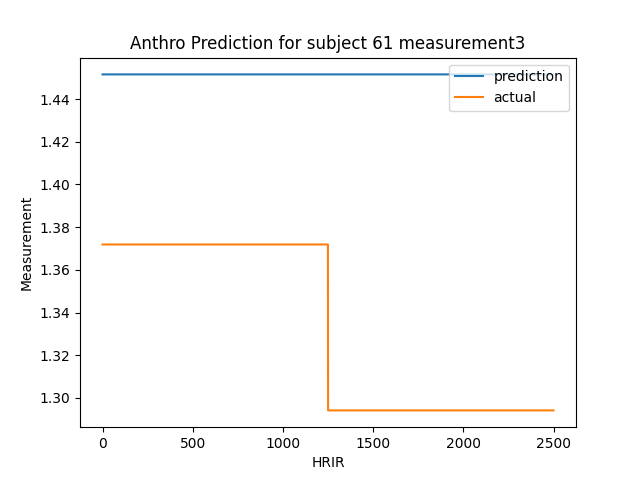 Anthro Prediction for subject 61 measurement3
prediction
actual
Measurement
1.44
1.42
1.40
1.38
1.36
1.34
1.32
1.30
0 500 1000 1500 2000 2500
HRIR